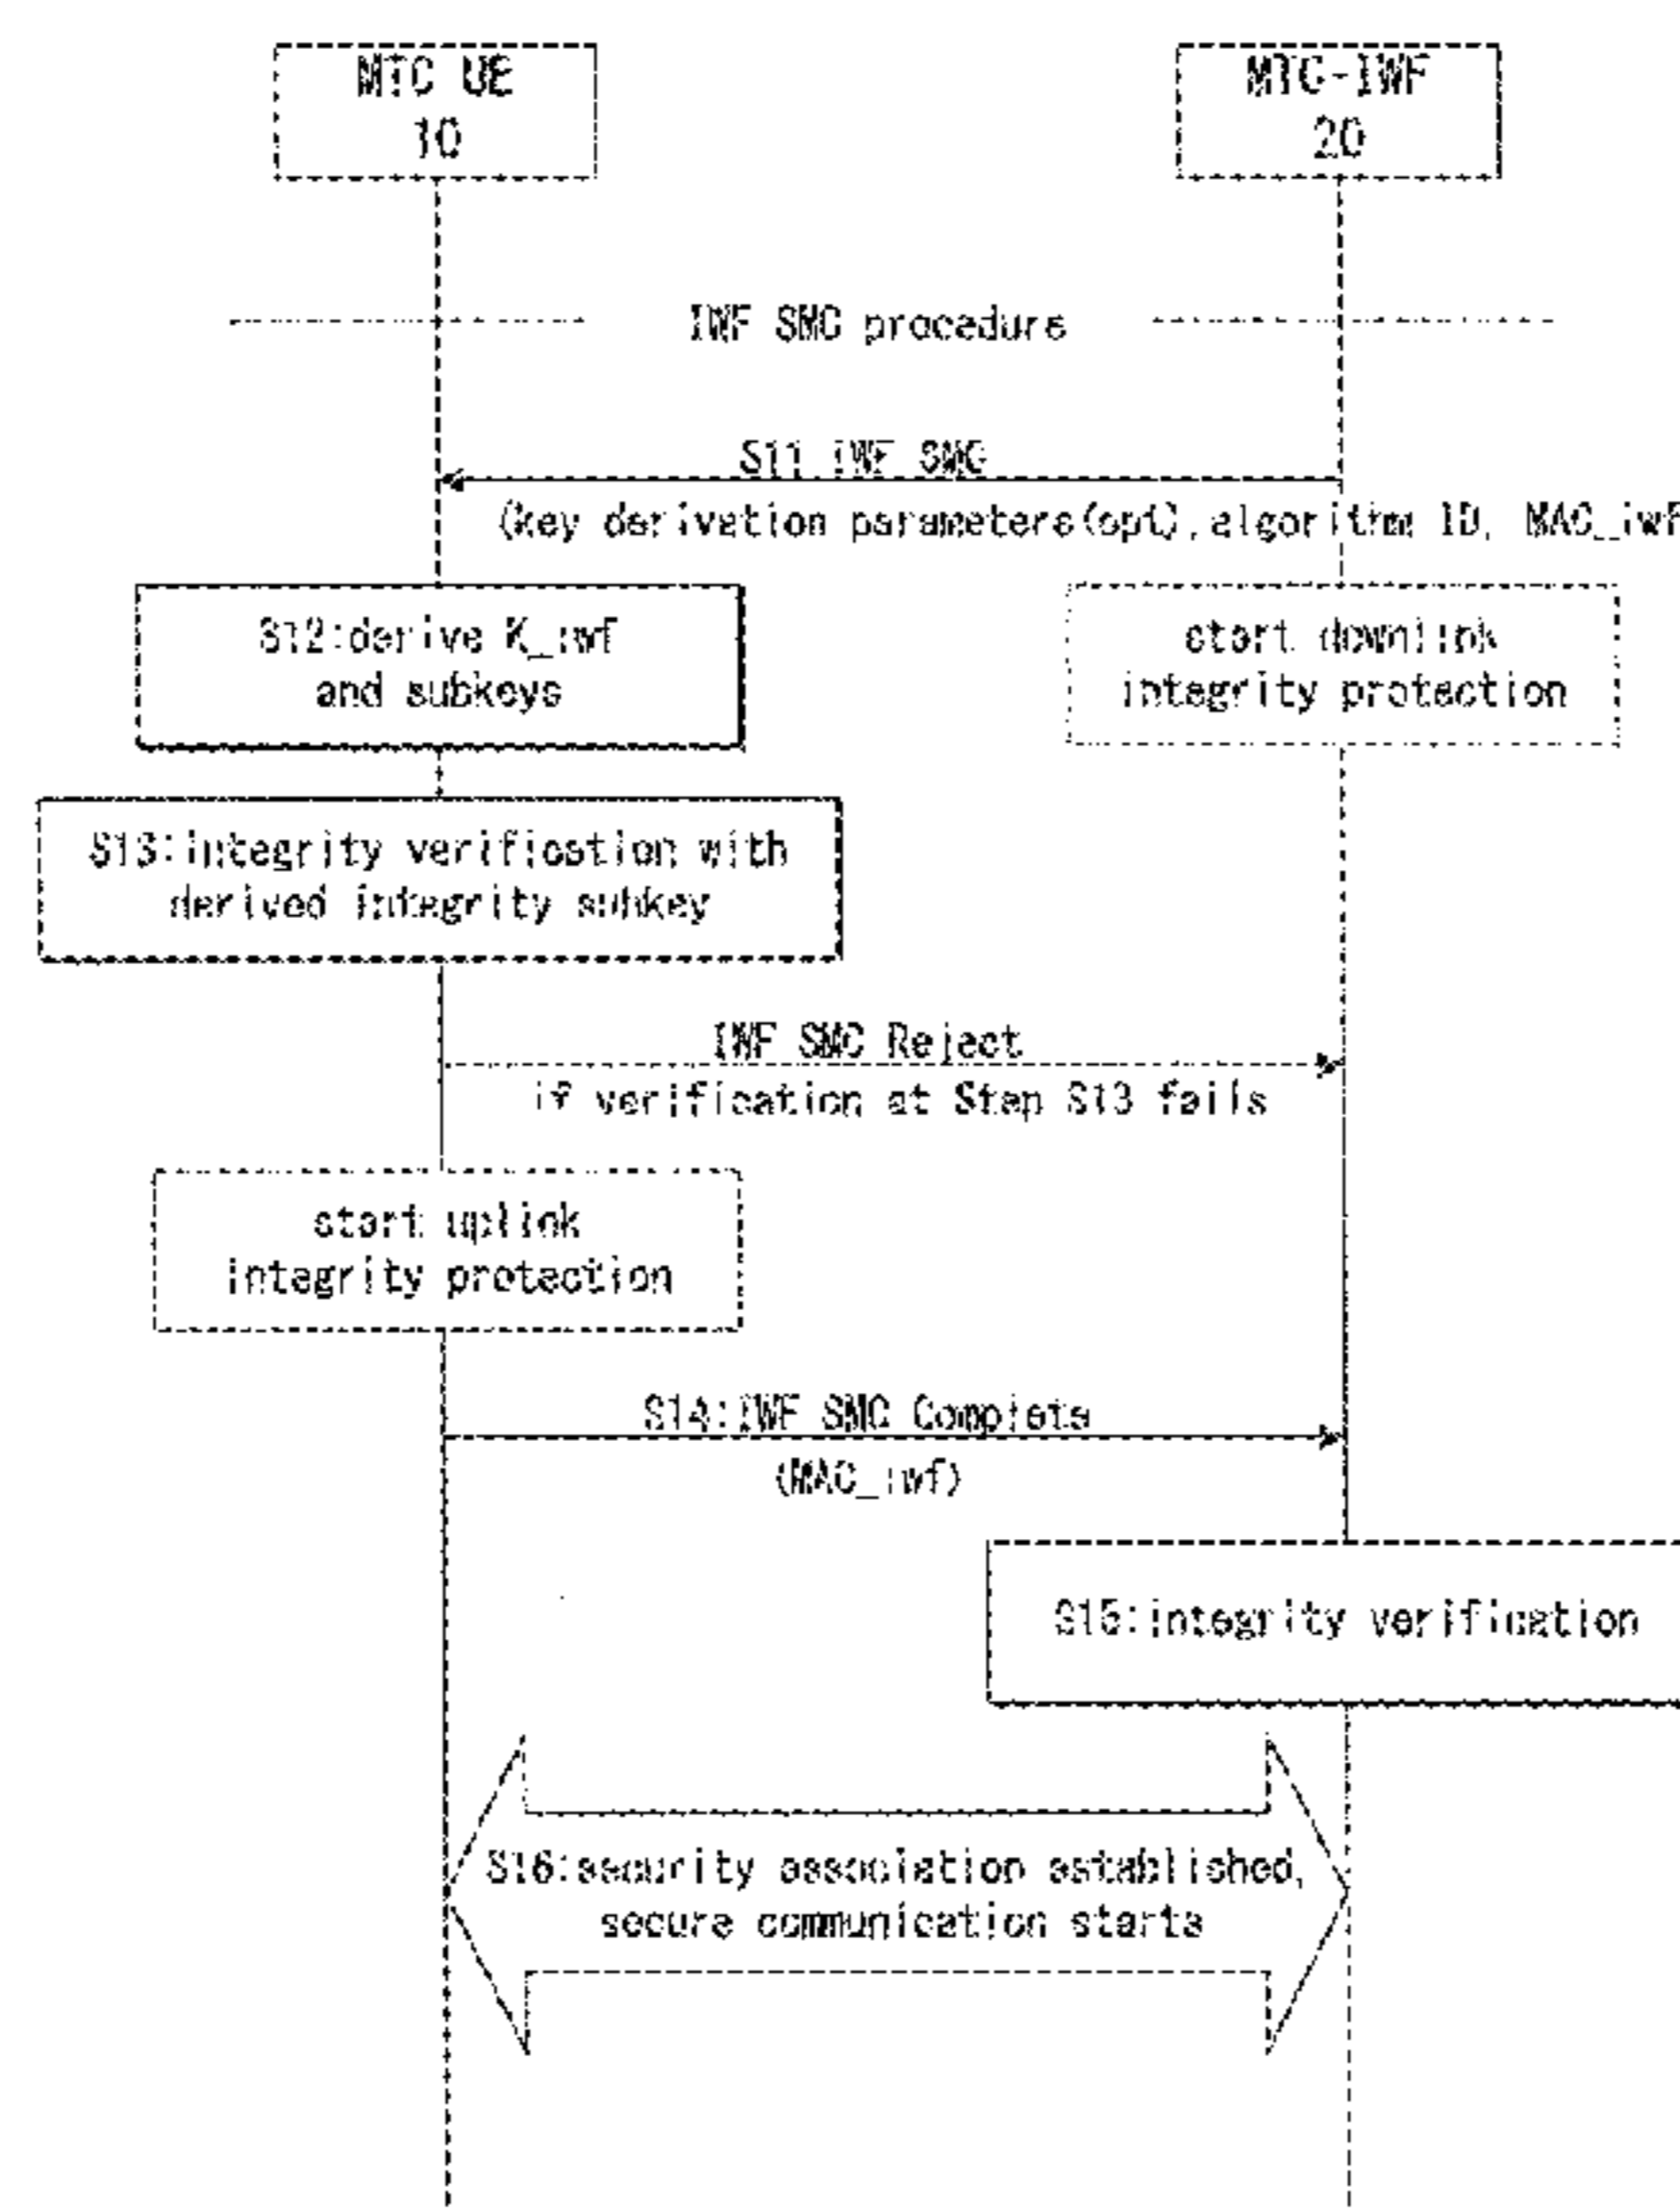 MTC UE
10
MTC-IWF
20
IWF SMC procedure
S11 IWF SMC
(key derivation parameters(opt),algorithm ID, MAC_iwf
S12:derive K_iwf
and subkeys
start downlink
integrity protection
S13:integrity verification with
derived integrity subkey
IWF SMC Reject
if verification at Step S13 fails
start uplink
integrity protection
S14:IWF SMC Complete
(MAC_iwf)
S15:integrity verification
S16:security association established,
secure communication starts